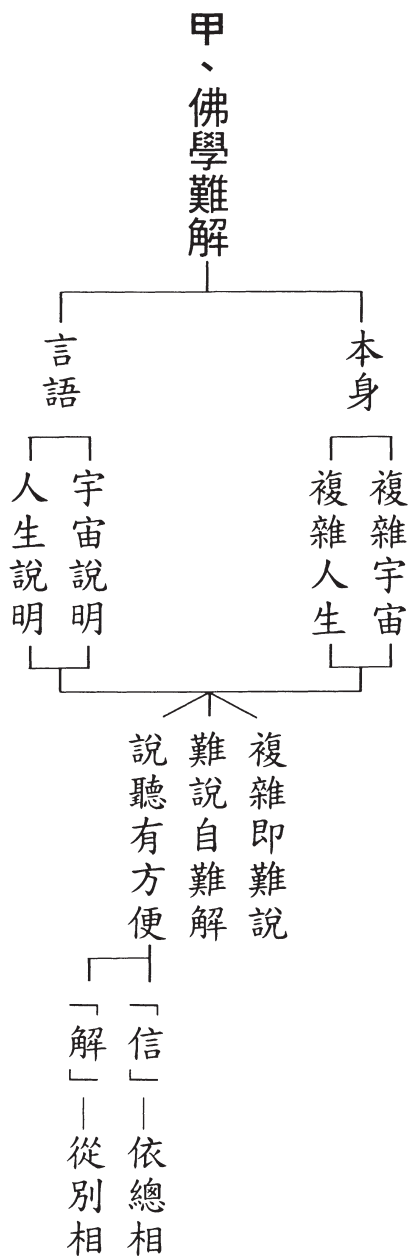 甲、佛學難解
本身
複雜宇宙
複雜人生
言語
宇宙說明
人生說明
複雜即難說
難說自難解
說聽有方便
「信」—依總相
「解」—從別相